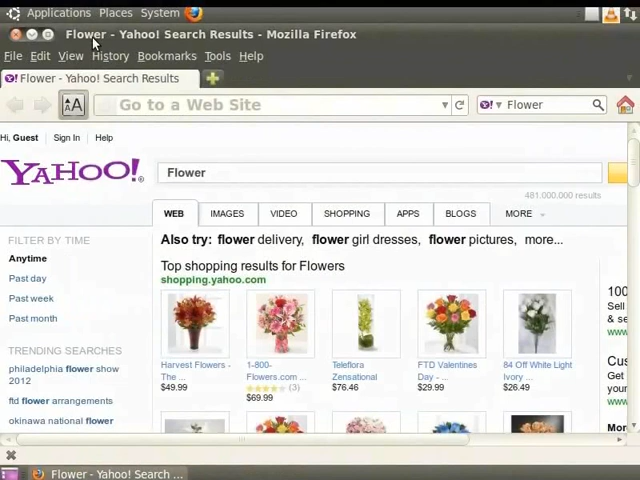 Applications Places System
Flower - Yahoo! Search Results - Mozilla Firefox
File Edit View History Bookmarks Tools Help
Y! Flower - Yahoo! Search Results
AA Go to a Web Site Y! Flower
Hi, Guest Sign In Help
YAHOO!® Flower
481,000,000 results
WEB IMAGES VIDEO SHOPPING APPS BLOGS MORE
FILTER BY TIME
Anytime
Past day
Past week
Past month
TRENDING SEARCHES
philadelphia flower show
2012
ftd flower arrangements
okinawa national flower
Also try: flower delivery, flower girl dresses, flower pictures, more...
Top shopping results for Flowers
shopping.yahoo.com
Harvest Flowers -
The ...
$49.99
1-800-
Flowers.com ...
(3)
$69.99
Teleflora
Zensational
$76.46
FTD Valentines
Day - ...
$29.99
84 Off White Light
Ivory ...
$26.49
100
& se
www
Cus
Get
your
www
More
Flower - Yahoo! Search ...